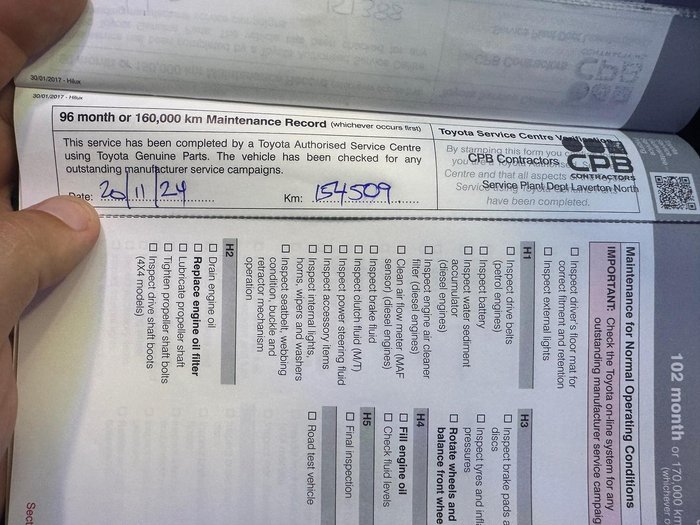 30/01/2017 - Hilux
30/01/2017 - Hilux
96 month or 160,000 km Maintenance Record (whichever occurs first)
This service has been completed by a Toyota Authorised Service Centre
using Toyota Genuine Parts. The vehicle has been checked for any
outstanding manufacturer service campaigns.
Date: 20/11/24
Km: 154509
Toyota Service Centre Verification
By stamping this form you
CPB Contractors
CPB
CONTRACTORS
Centre and that all aspects
Service Plant Dept Laverton North
have been completed.
102 month or 170,000 km
(whichever o
Maintenance for Normal Operating Conditions
IMPORTANT: Check the Toyota on-line system for any
outstanding manufacturer service campai
Inspect driver's floor mat for
correct fitment and retention
Inspect external lights
H1
Inspect drive belts
(petrol engines)
Inspect battery
Inspect water sediment
accumulator
(diesel engines)
Inspect engine air cleaner
filter (diesel engines)
Clean air flow meter (MAF
sensor) (diesel engines)
Inspect brake fluid
Inspect clutch fluid (M/T)
Inspect power steering fluid
Inspect accessory items
Inspect internal lights,
horns, wipers and washers
Inspect seatbelt, webbing
condition, buckle and
retractor mechanism
operation
H2
Drain engine oil
Replace engine oil filter
Lubricate propeller shaft
Tighten propeller shaft bolts
Inspect drive shaft boots
(4X4 models)
H3
Inspect brake pads a
discs
Inspect tyres and infl
pressures
Rotate wheels and
balance front whee
H4
Fill engine oil
Check fluid levels
H5
Final inspection
Road test vehicle
Sect